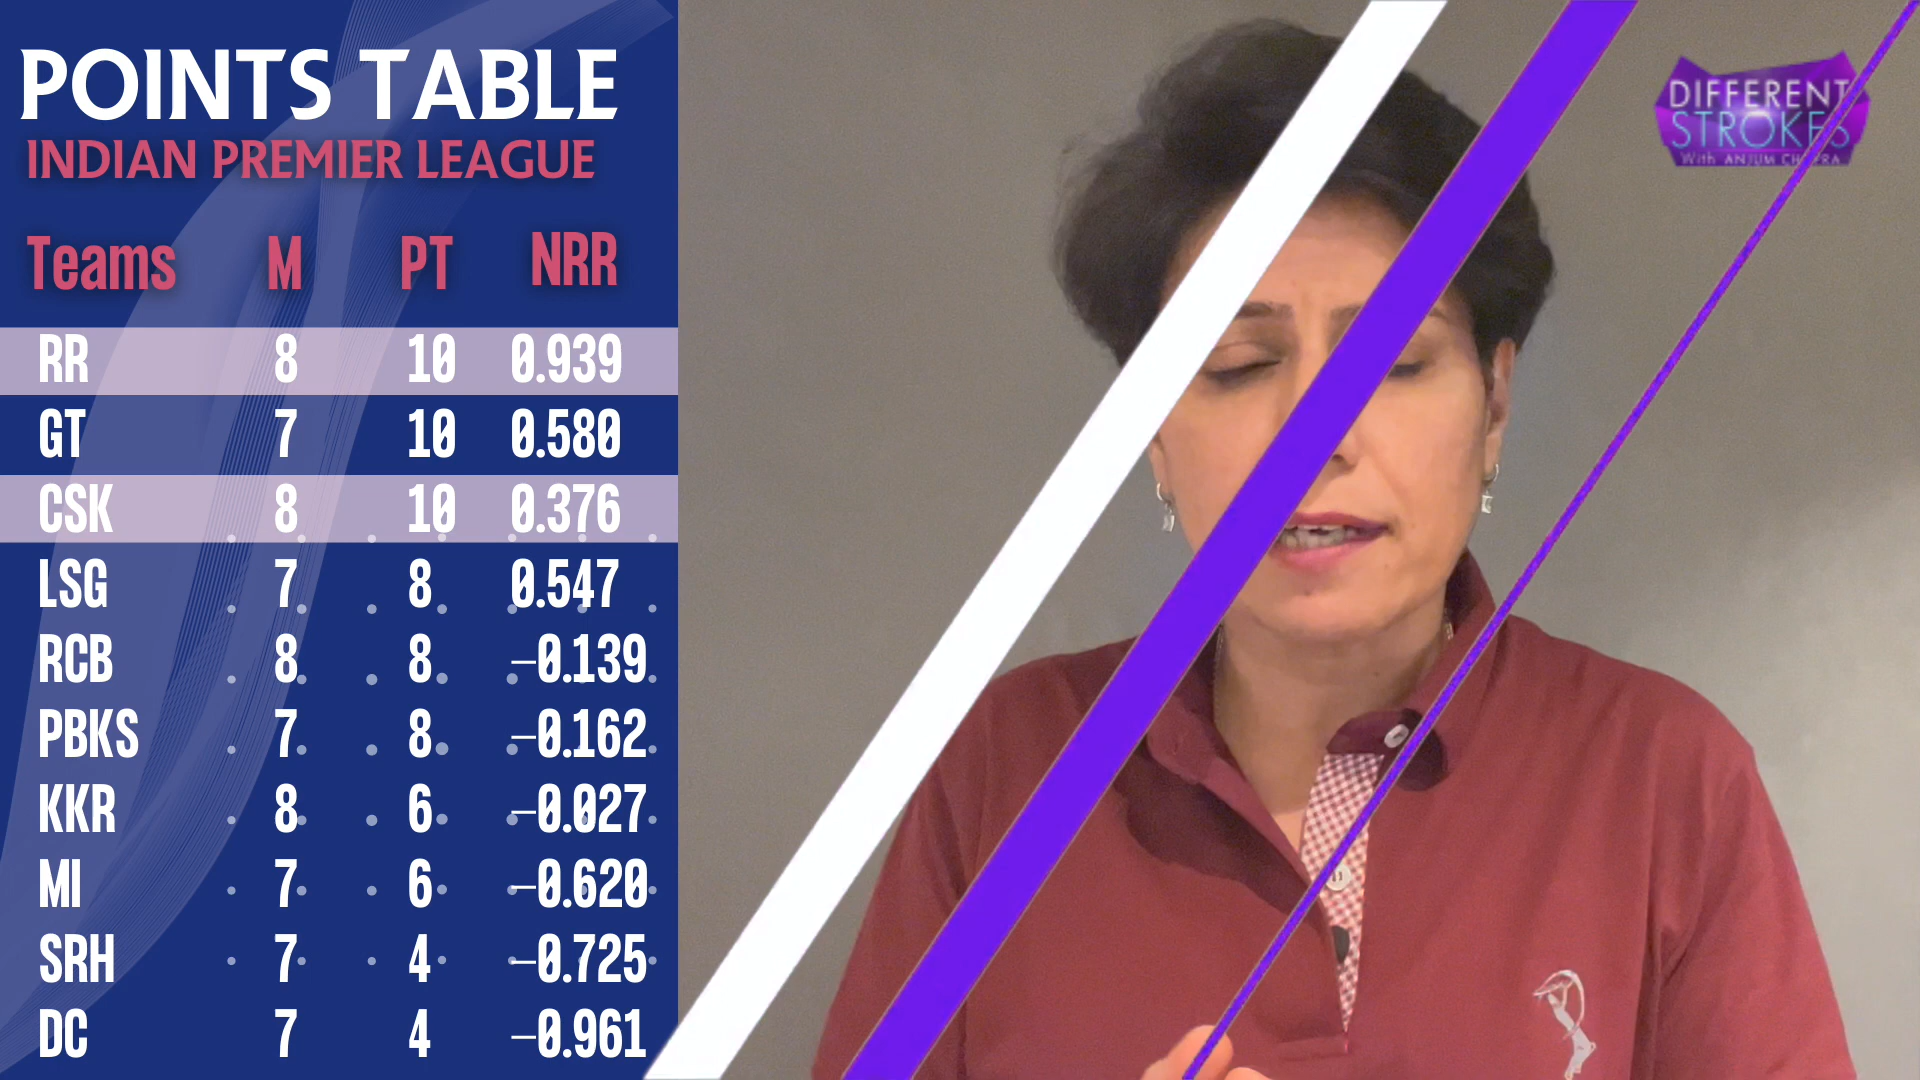 POINTS TABLE
INDIAN PREMIER LEAGUE
Teams M PT NRR
RR 8 10 0.939
GT 7 10 0.580
CSK 8 10 0.376
LSG 7 8 0.547
RCB 8 8 –0.139
PBKS 7 8 –0.162
KKR 8 6 –0.027
MI 7 6 –0.620
SRH 7 4 –0.725
DC 7 4 –0.961
DIFFERENT
STROKES
With ANJUM CHOPRA